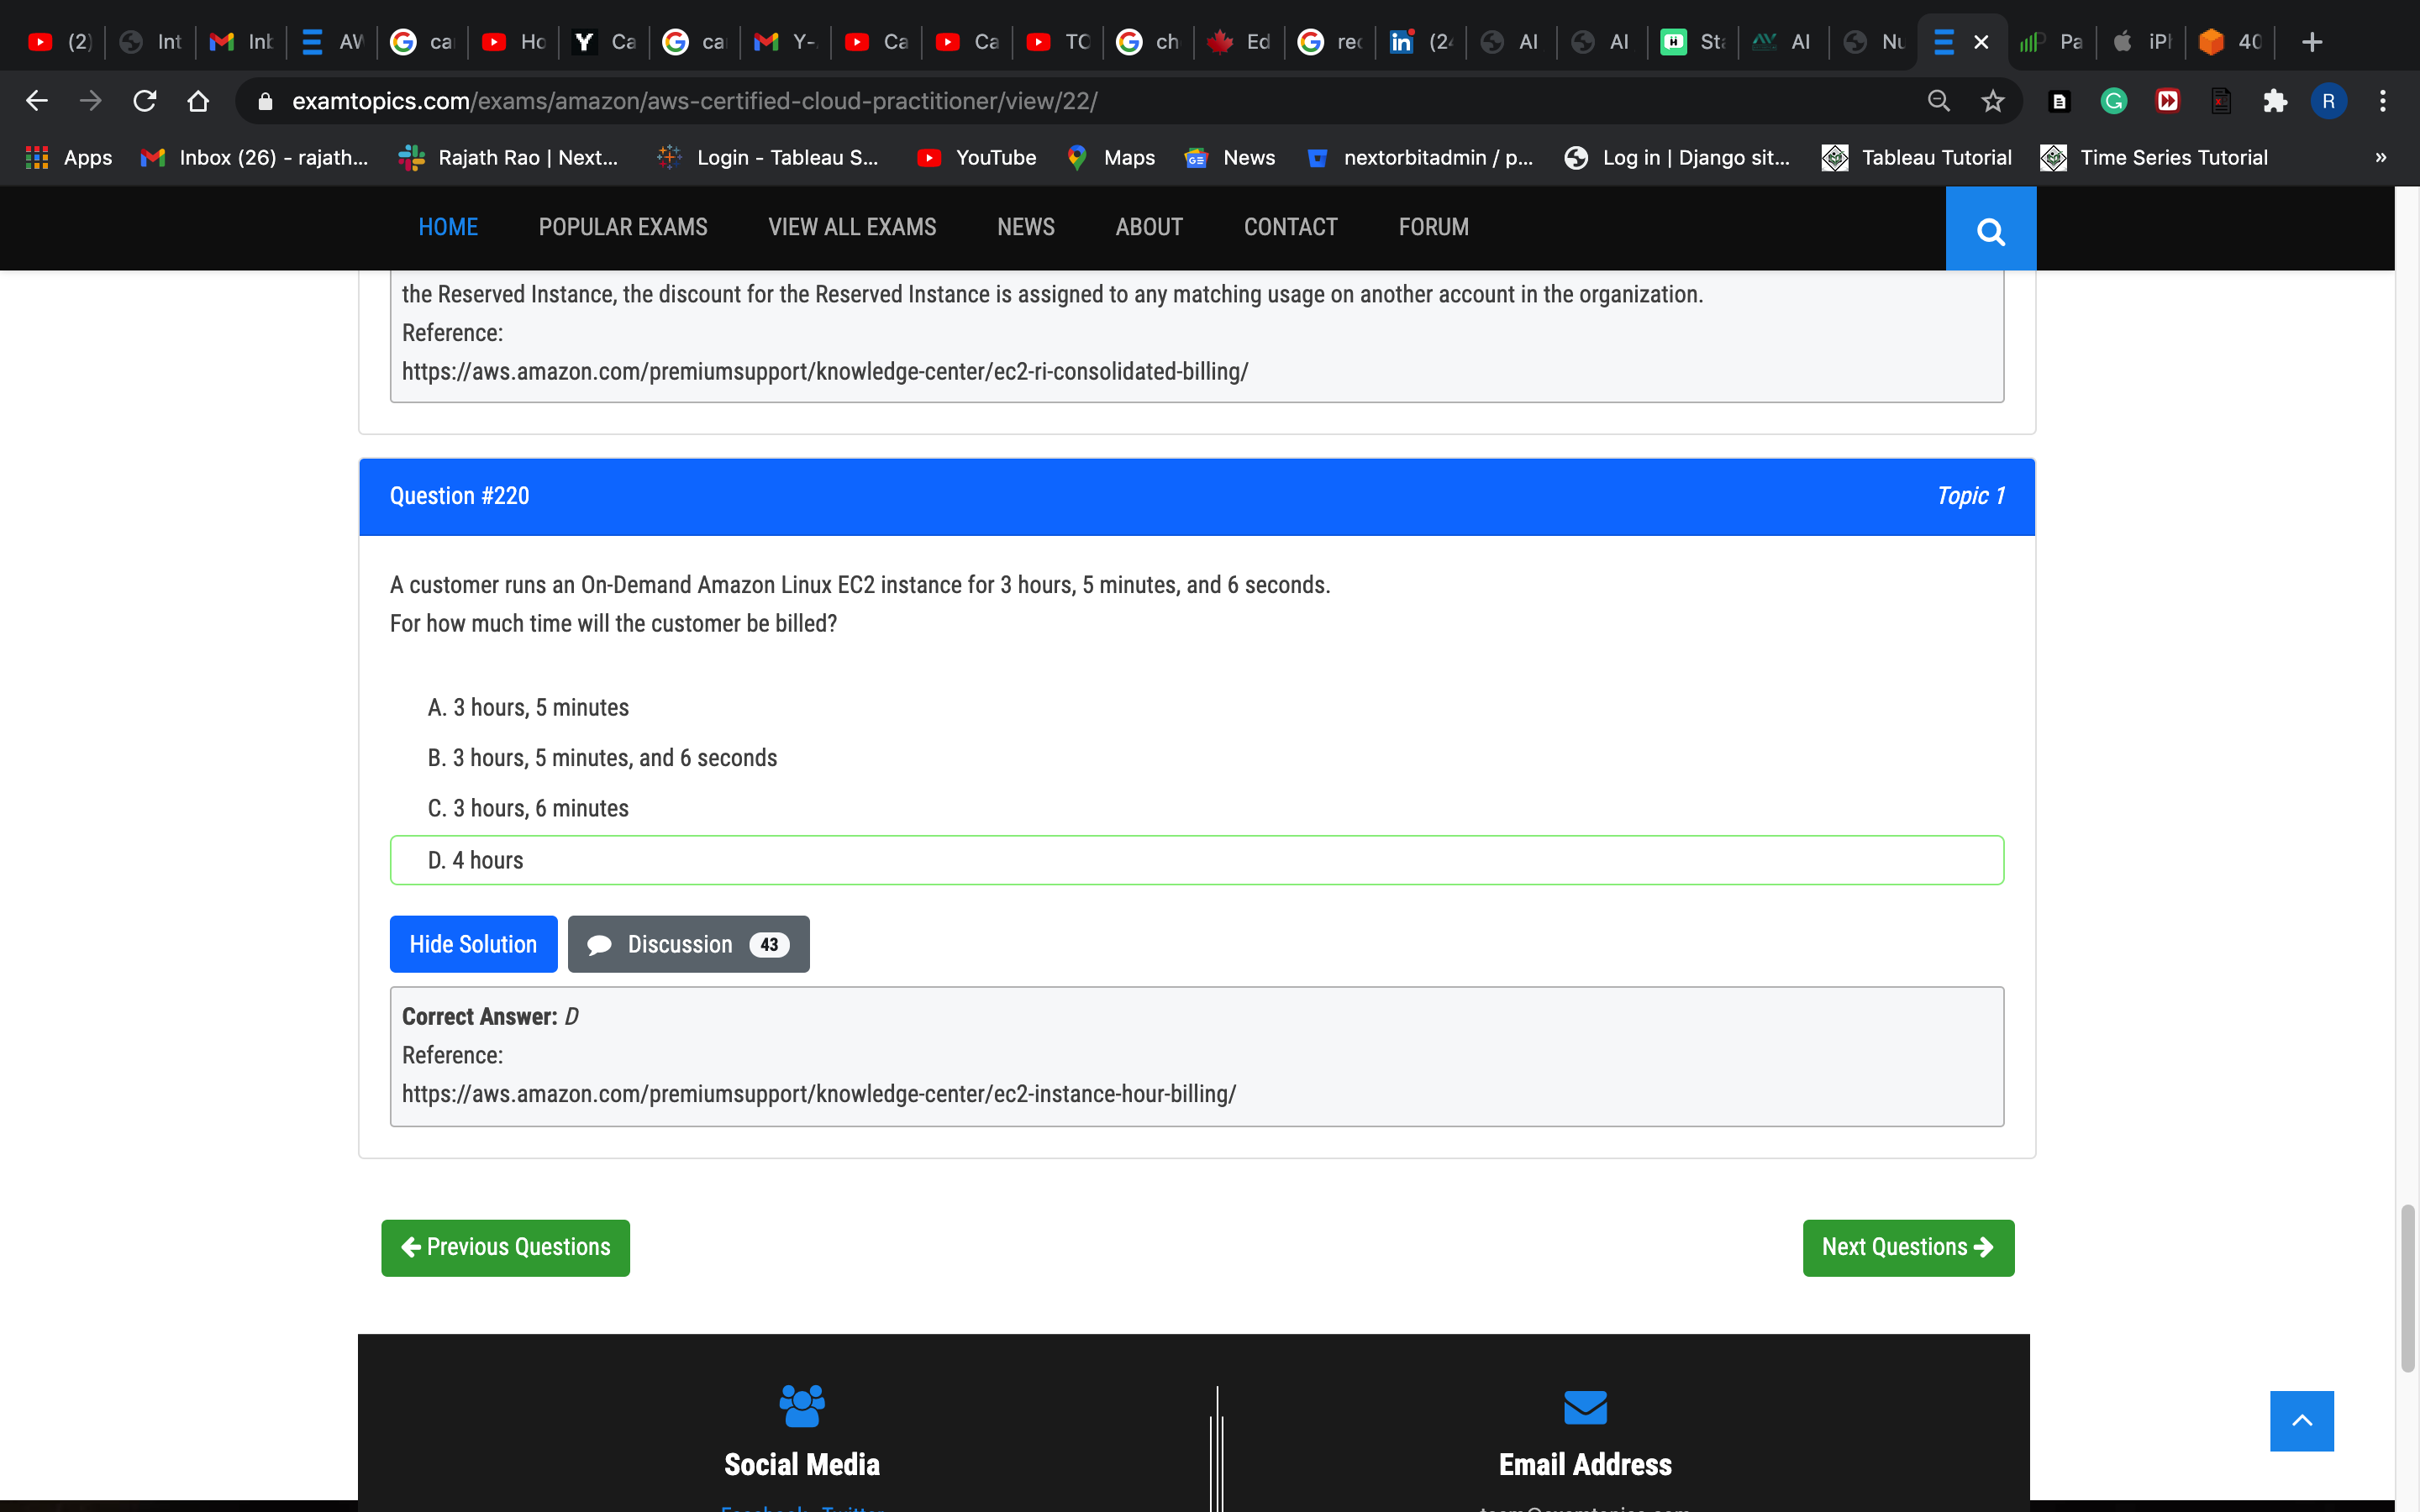 (2)
Int
Inb
AW
ca
Ho
Ca
ca
Y-
Ca
Ca
TO
ch
Ed
rec
(24
AI
AI
Sta
AI
Nu
Pa
iPh
40
examtopics.com/exams/amazon/aws-certified-cloud-practitioner/view/22/
R
Apps
Inbox (26) - rajath...
Rajath Rao | Next...
Login - Tableau S...
YouTube
Maps
News
nextorbitadmin / p...
Log in | Django sit...
Tableau Tutorial
Time Series Tutorial
»
HOME
POPULAR EXAMS
VIEW ALL EXAMS
NEWS
ABOUT
CONTACT
FORUM
the Reserved Instance, the discount for the Reserved Instance is assigned to any matching usage on another account in the organization.
Reference:
https://aws.amazon.com/premiumsupport/knowledge-center/ec2-ri-consolidated-billing/
Question #220
Topic 1
A customer runs an On-Demand Amazon Linux EC2 instance for 3 hours, 5 minutes, and 6 seconds.
For how much time will the customer be billed?
A. 3 hours, 5 minutes
B. 3 hours, 5 minutes, and 6 seconds
C. 3 hours, 6 minutes
D. 4 hours
Hide Solution
Discussion 43
Correct Answer: D
Reference:
https://aws.amazon.com/premiumsupport/knowledge-center/ec2-instance-hour-billing/
Previous Questions
Next Questions
Social Media
Email Address